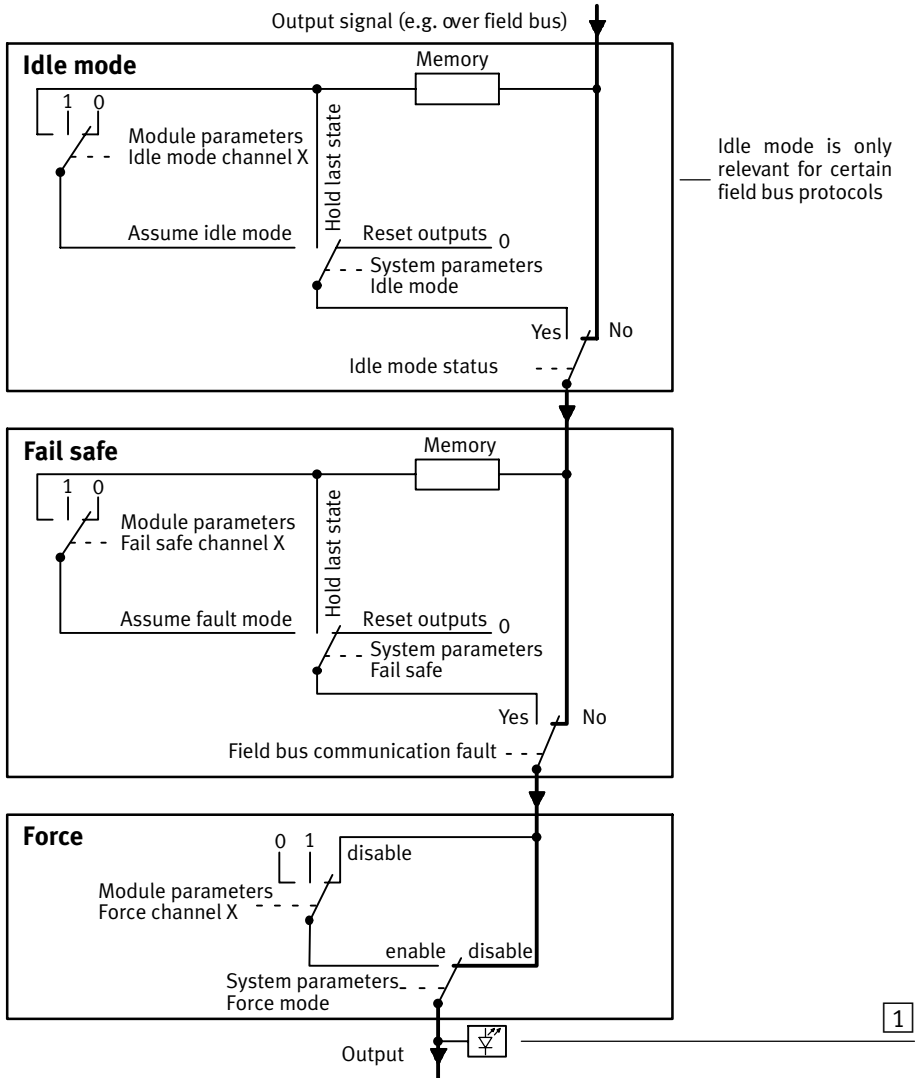 Output signal (e.g. over field bus)
Idle mode
Memory
1 0
Module parameters
Idle mode channel X
Hold last state
Idle mode is only
relevant for certain
field bus protocols
Assume idle mode
Reset outputs 0
System parameters
Idle mode
Yes No
Idle mode status
Fail safe
Memory
1 0
Module parameters
Fail safe channel X
Hold last state
Assume fault mode
Reset outputs 0
System parameters
Fail safe
Yes No
Field bus communication fault
Force
0 1
disable
Module parameters
Force channel X
enable disable
System parameters
Force mode
1
Output